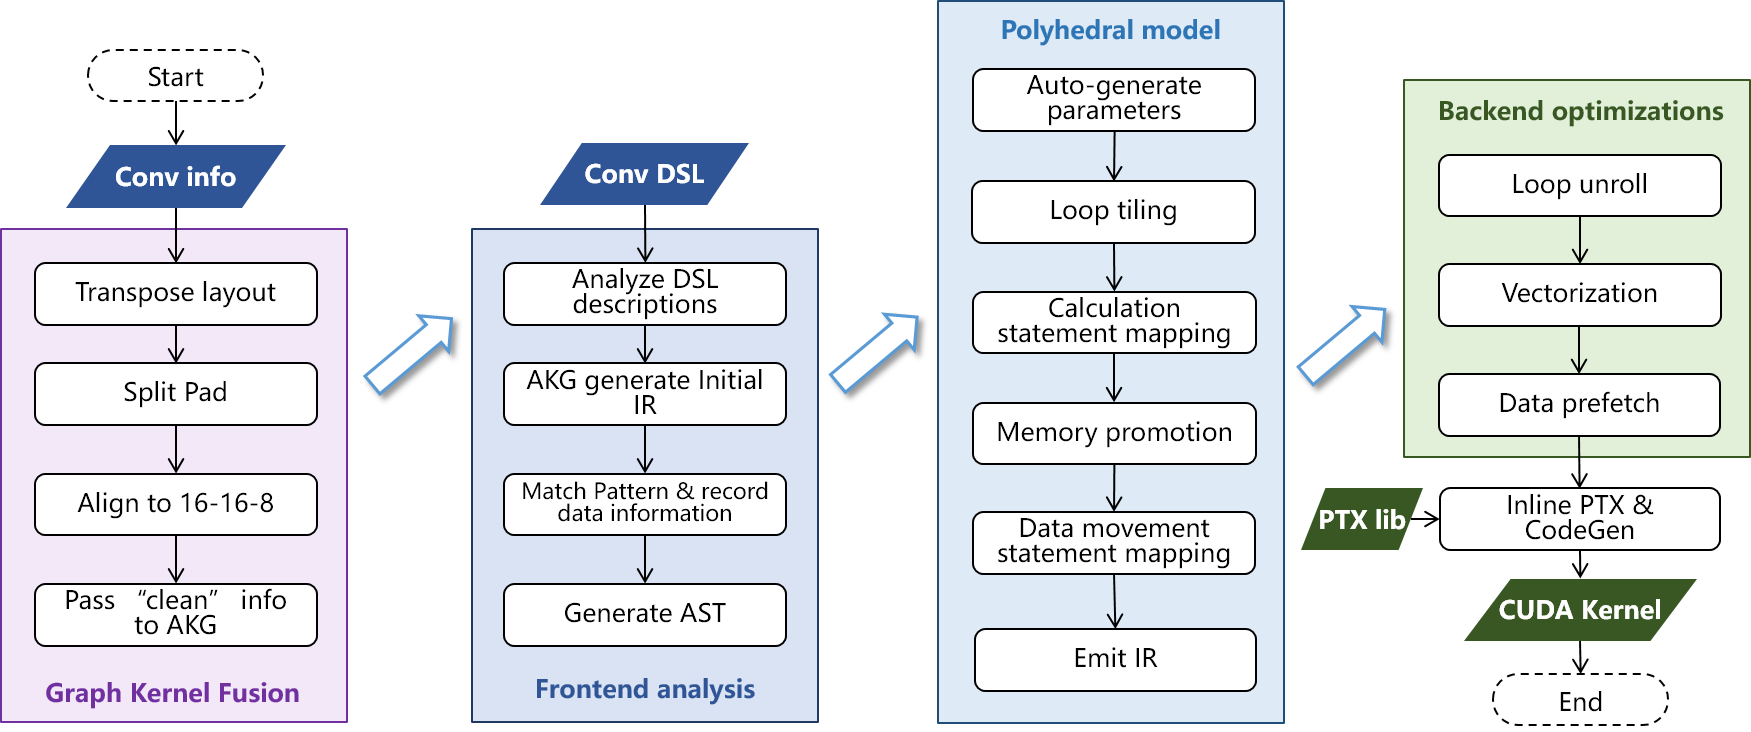 Start
Conv info
Transpose layout
Split Pad
Align to 16-16-8
Pass “clean” info
to AKG
Graph Kernel Fusion
Conv DSL
Analyze DSL
descriptions
AKG generate Initial
IR
Match Pattern & record
data information
Generate AST
Frontend analysis
Polyhedral model
Auto-generate
parameters
Loop tiling
Calculation
statement mapping
Memory promotion
Data movement
statement mapping
Emit IR
Backend optimizations
Loop unroll
Vectorization
Data prefetch
PTX lib
Inline PTX &
CodeGen
CUDA Kernel
End